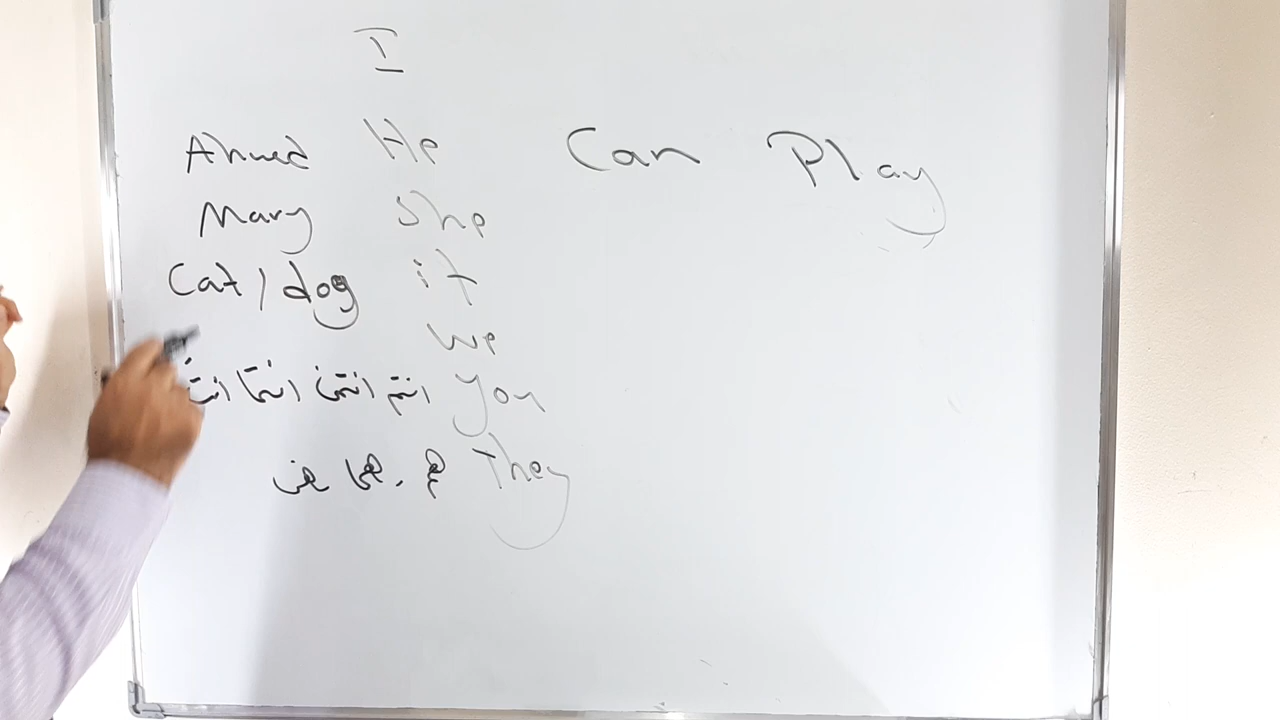 I
Ahmed He Can Play
Mary She
Cat / dog it
we
انتم انتن انتما انت you
هم . هما هن They